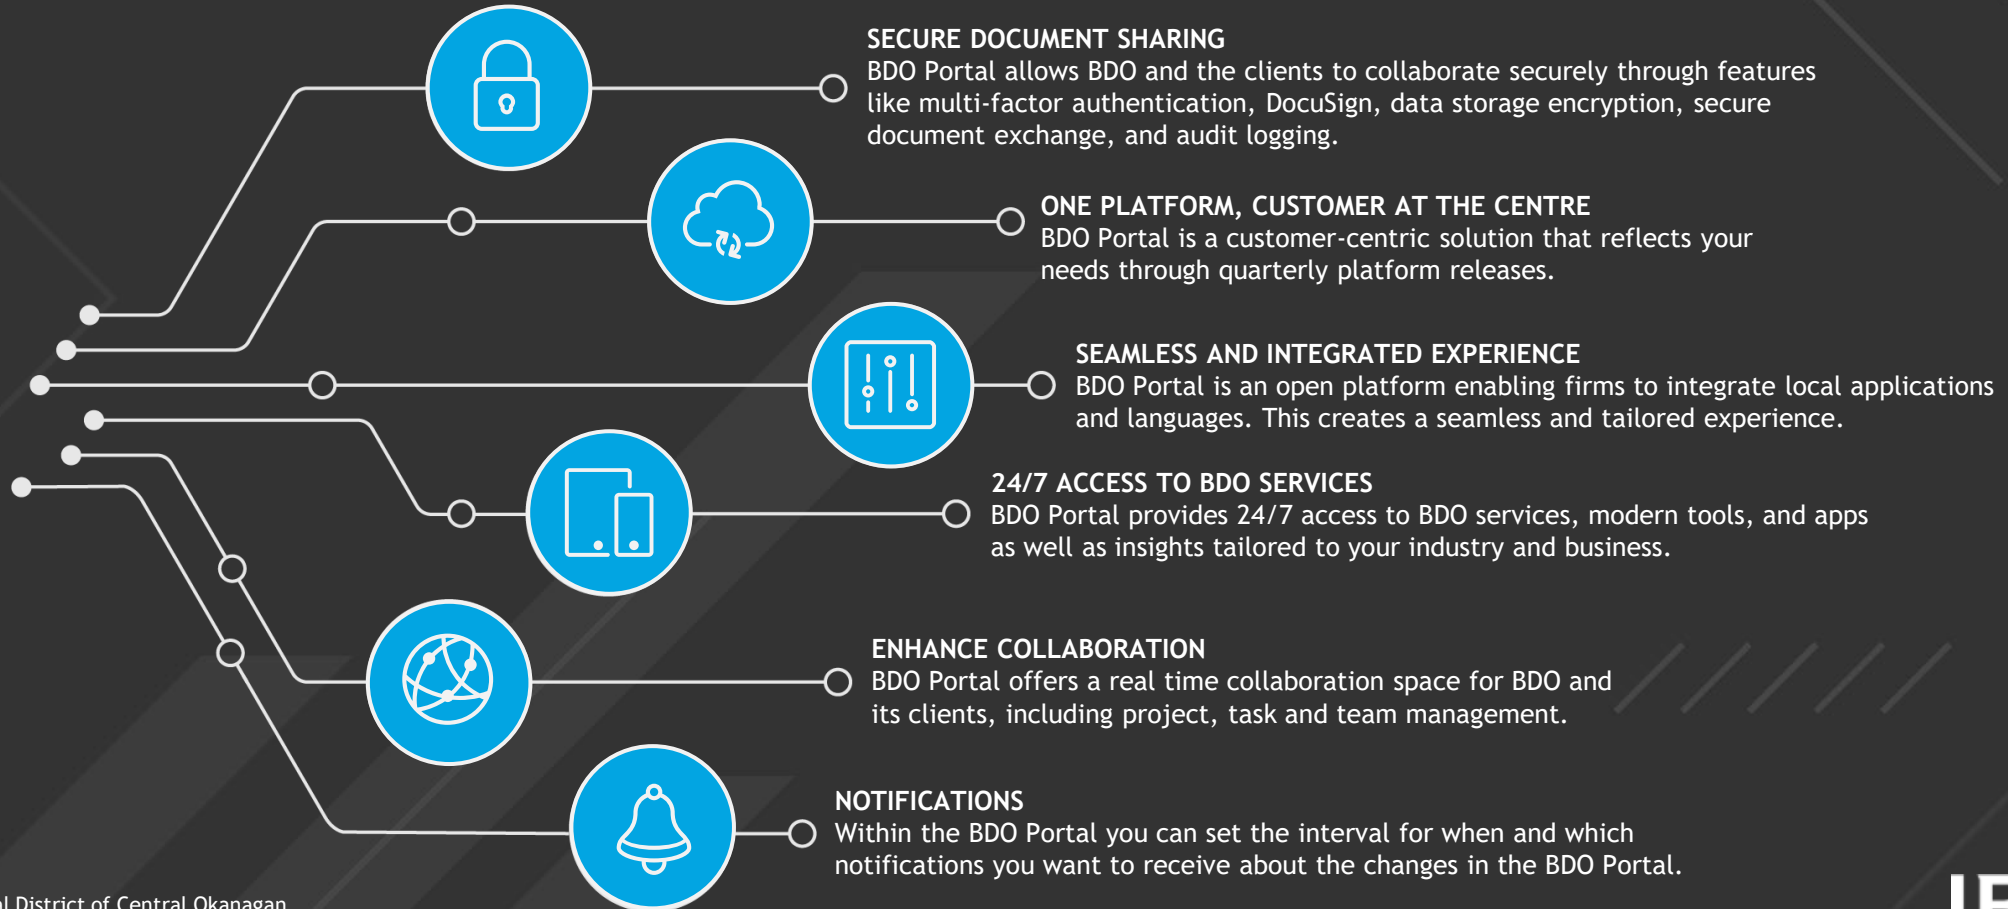 SECURE DOCUMENT SHARING
BDO Portal allows BDO and the clients to collaborate securely through features
like multi-factor authentication, DocuSign, data storage encryption, secure
document exchange, and audit logging.
ONE PLATFORM, CUSTOMER AT THE CENTRE
BDO Portal is a customer-centric solution that reflects your
needs through quarterly platform releases.
SEAMLESS AND INTEGRATED EXPERIENCE
BDO Portal is an open platform enabling firms to integrate local applications
and languages. This creates a seamless and tailored experience.
24/7 ACCESS TO BDO SERVICES
BDO Portal provides 24/7 access to BDO services, modern tools, and apps
as well as insights tailored to your industry and business.
ENHANCE COLLABORATION
BDO Portal offers a real time collaboration space for BDO and
its clients, including project, task and team management.
NOTIFICATIONS
Within the BDO Portal you can set the interval for when and which
notifications you want to receive about the changes in the BDO Portal.
District of Central Okanagan